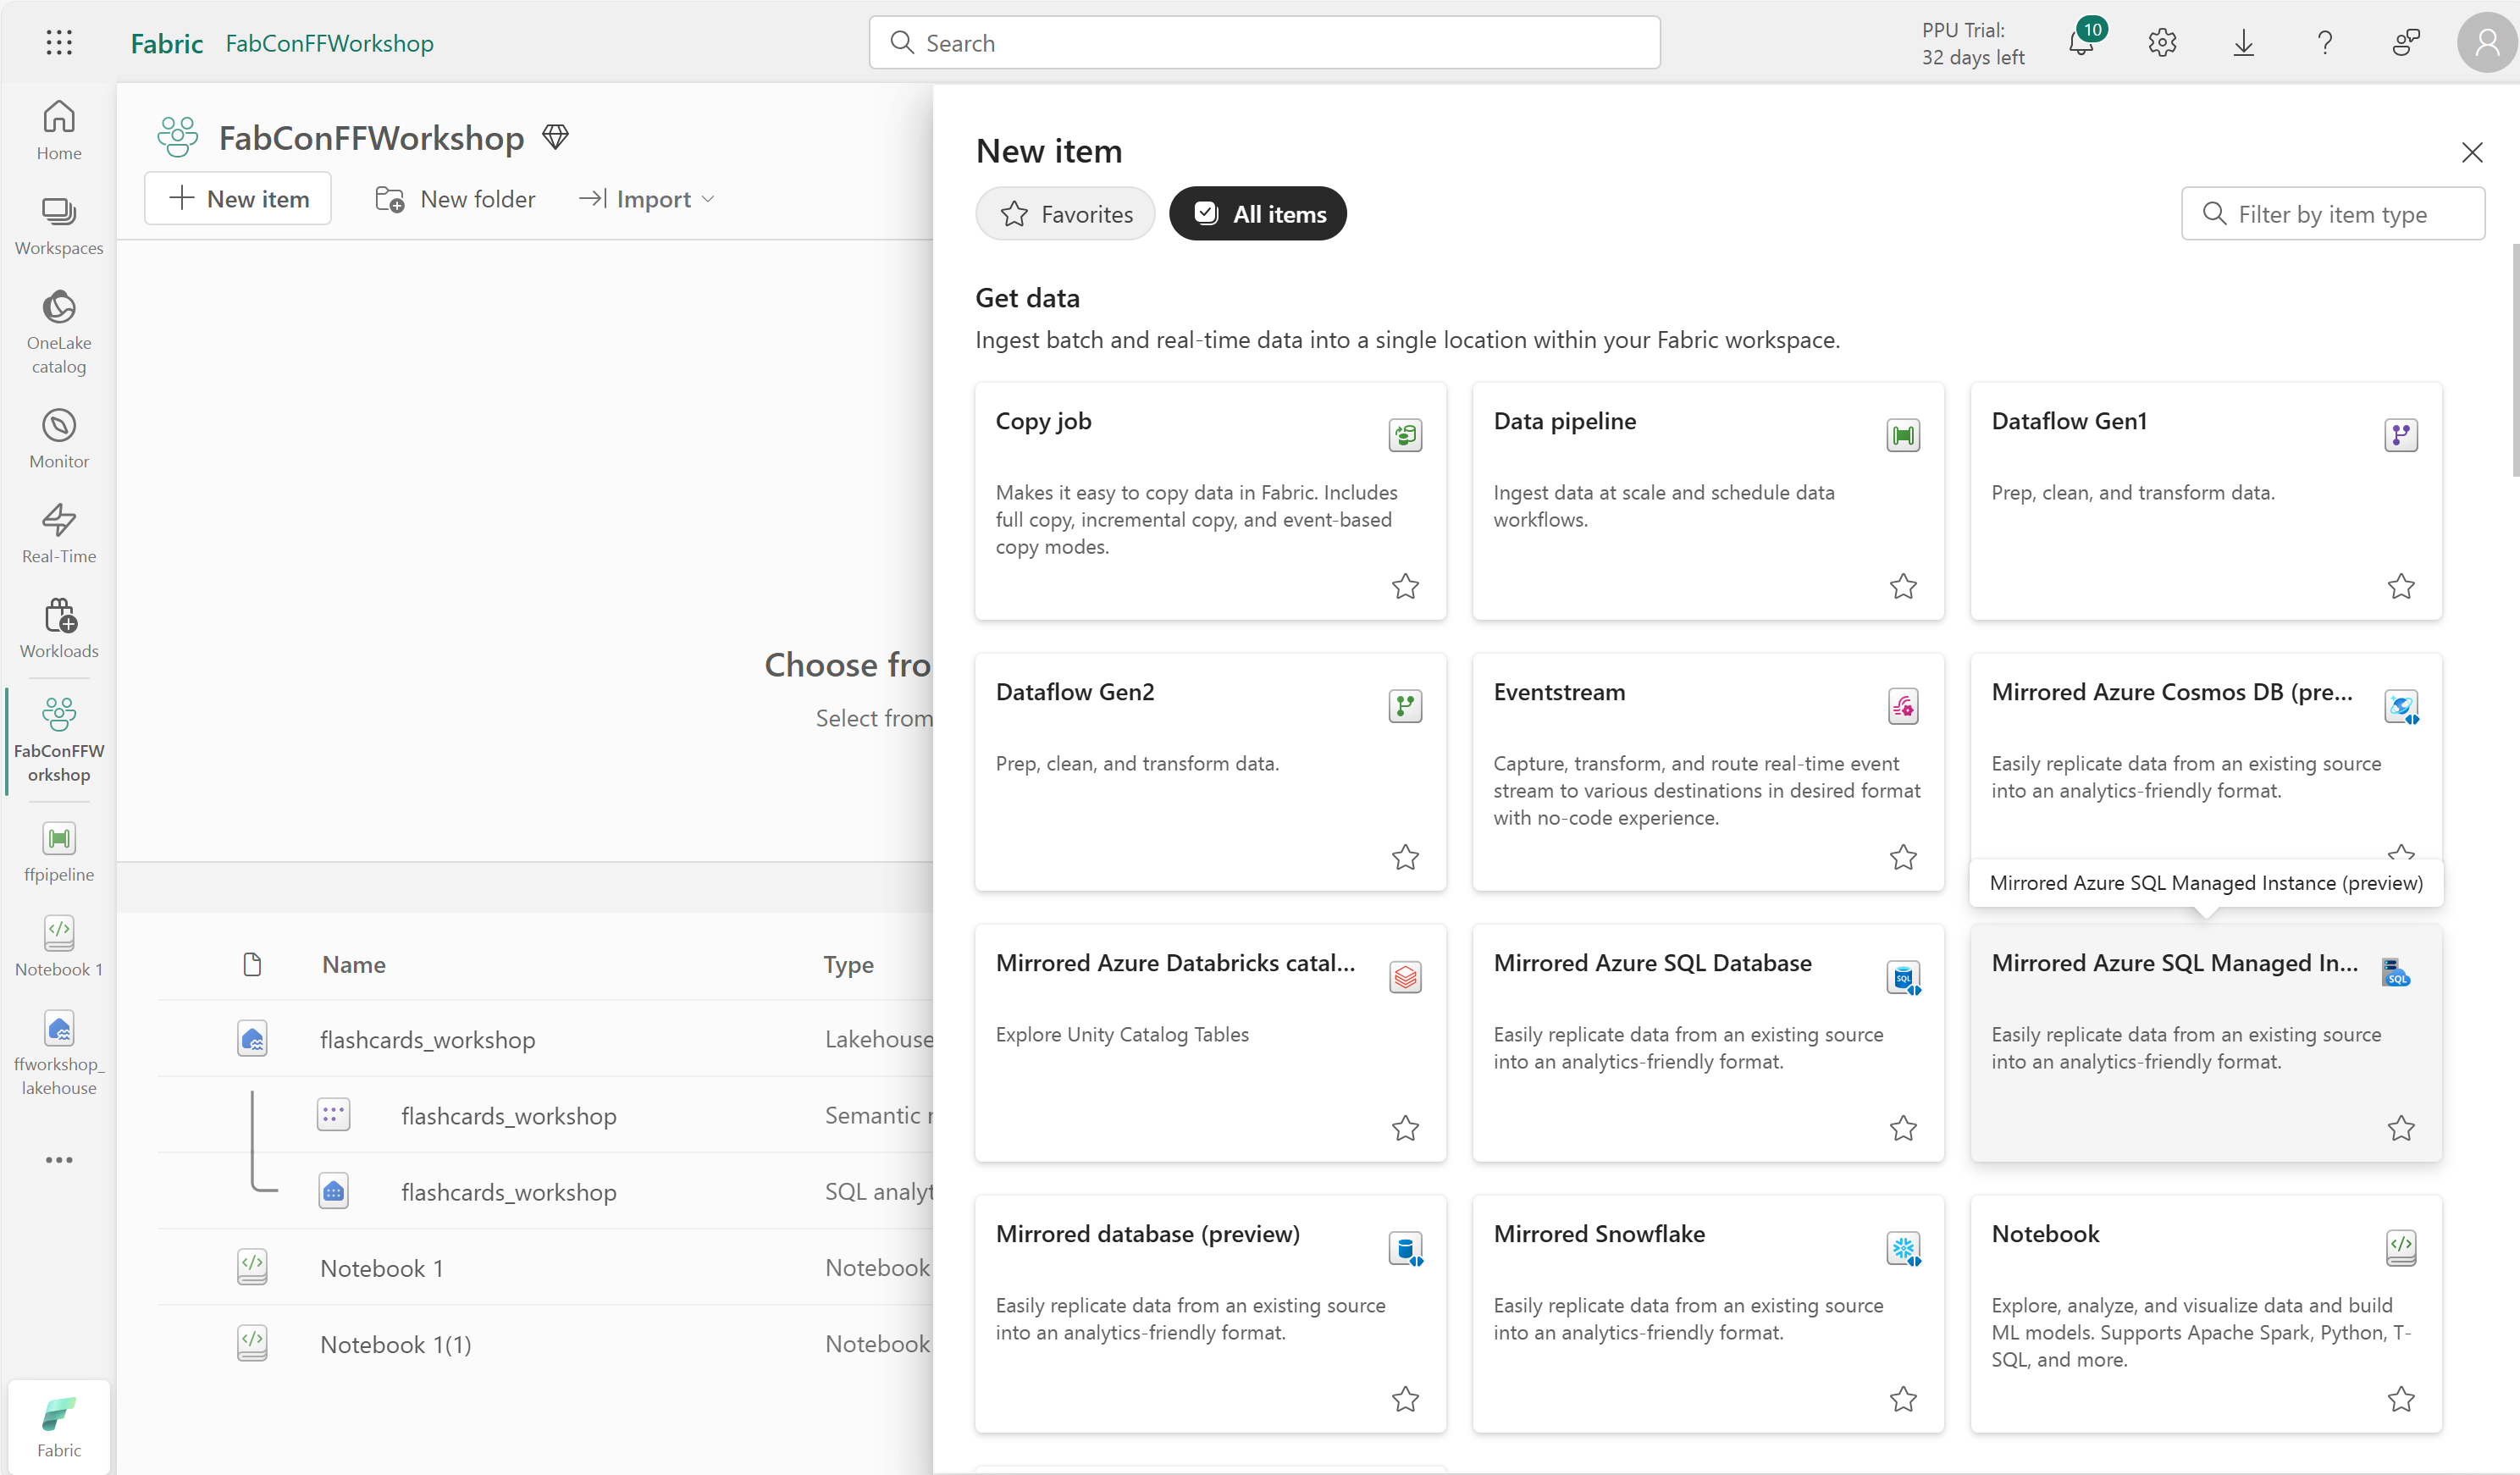 Fabric FabConFFWorkshop
Search
PPU Trial:
32 days left
10
Home
Workspaces
OneLake
catalog
Monitor
Real-Time
Workloads
FabConFFW
orkshop
ffpipeline
Notebook 1
ffworkshop_
lakehouse
Fabric
FabConFFWorkshop
New item
New folder
Import
Choose fro
Select from
Name
Type
flashcards_workshop
Lakehouse
flashcards_workshop
Semantic
flashcards_workshop
SQL analyt
Notebook 1
Notebook
Notebook 1(1)
Notebook
New item
Favorites
All items
Filter by item type
Get data
Ingest batch and real-time data into a single location within your Fabric workspace.
Copy job
Makes it easy to copy data in Fabric. Includes
full copy, incremental copy, and event-based
copy modes.
Data pipeline
Ingest data at scale and schedule data
workflows.
Dataflow Gen1
Prep, clean, and transform data.
Dataflow Gen2
Prep, clean, and transform data.
Eventstream
Capture, transform, and route real-time event
stream to various destinations in desired format
with no-code experience.
Mirrored Azure Cosmos DB (pre...
Easily replicate data from an existing source
into an analytics-friendly format.
Mirrored Azure SQL Managed Instance (preview)
Mirrored Azure Databricks catal...
Explore Unity Catalog Tables
Mirrored Azure SQL Database
SQL
Easily replicate data from an existing source
into an analytics-friendly format.
Mirrored Azure SQL Managed In...
SQL
Easily replicate data from an existing source
into an analytics-friendly format.
Mirrored database (preview)
Easily replicate data from an existing source
into an analytics-friendly format.
Mirrored Snowflake
Easily replicate data from an existing source
into an analytics-friendly format.
Notebook
Explore, analyze, and visualize data and build
ML models. Supports Apache Spark, Python, T-
SQL, and more.